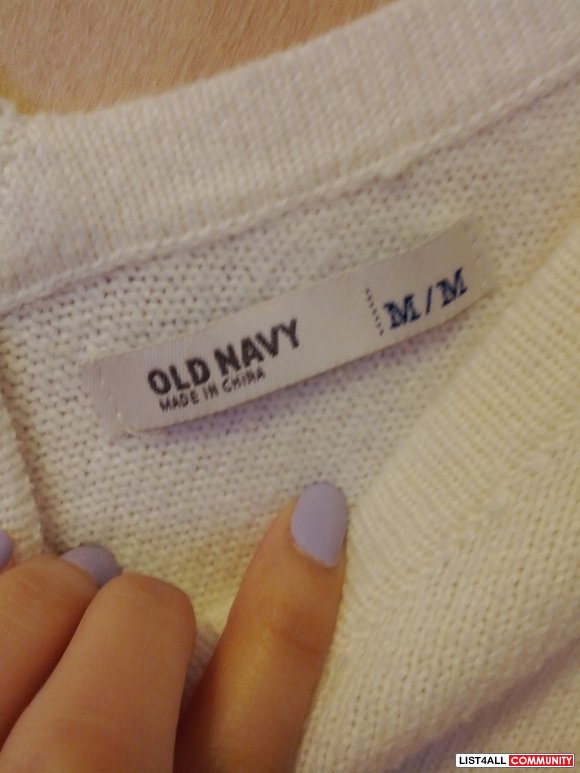 OLD NAVY
MADE IN CHINA
M/M
LIST4ALL COMMUNITY